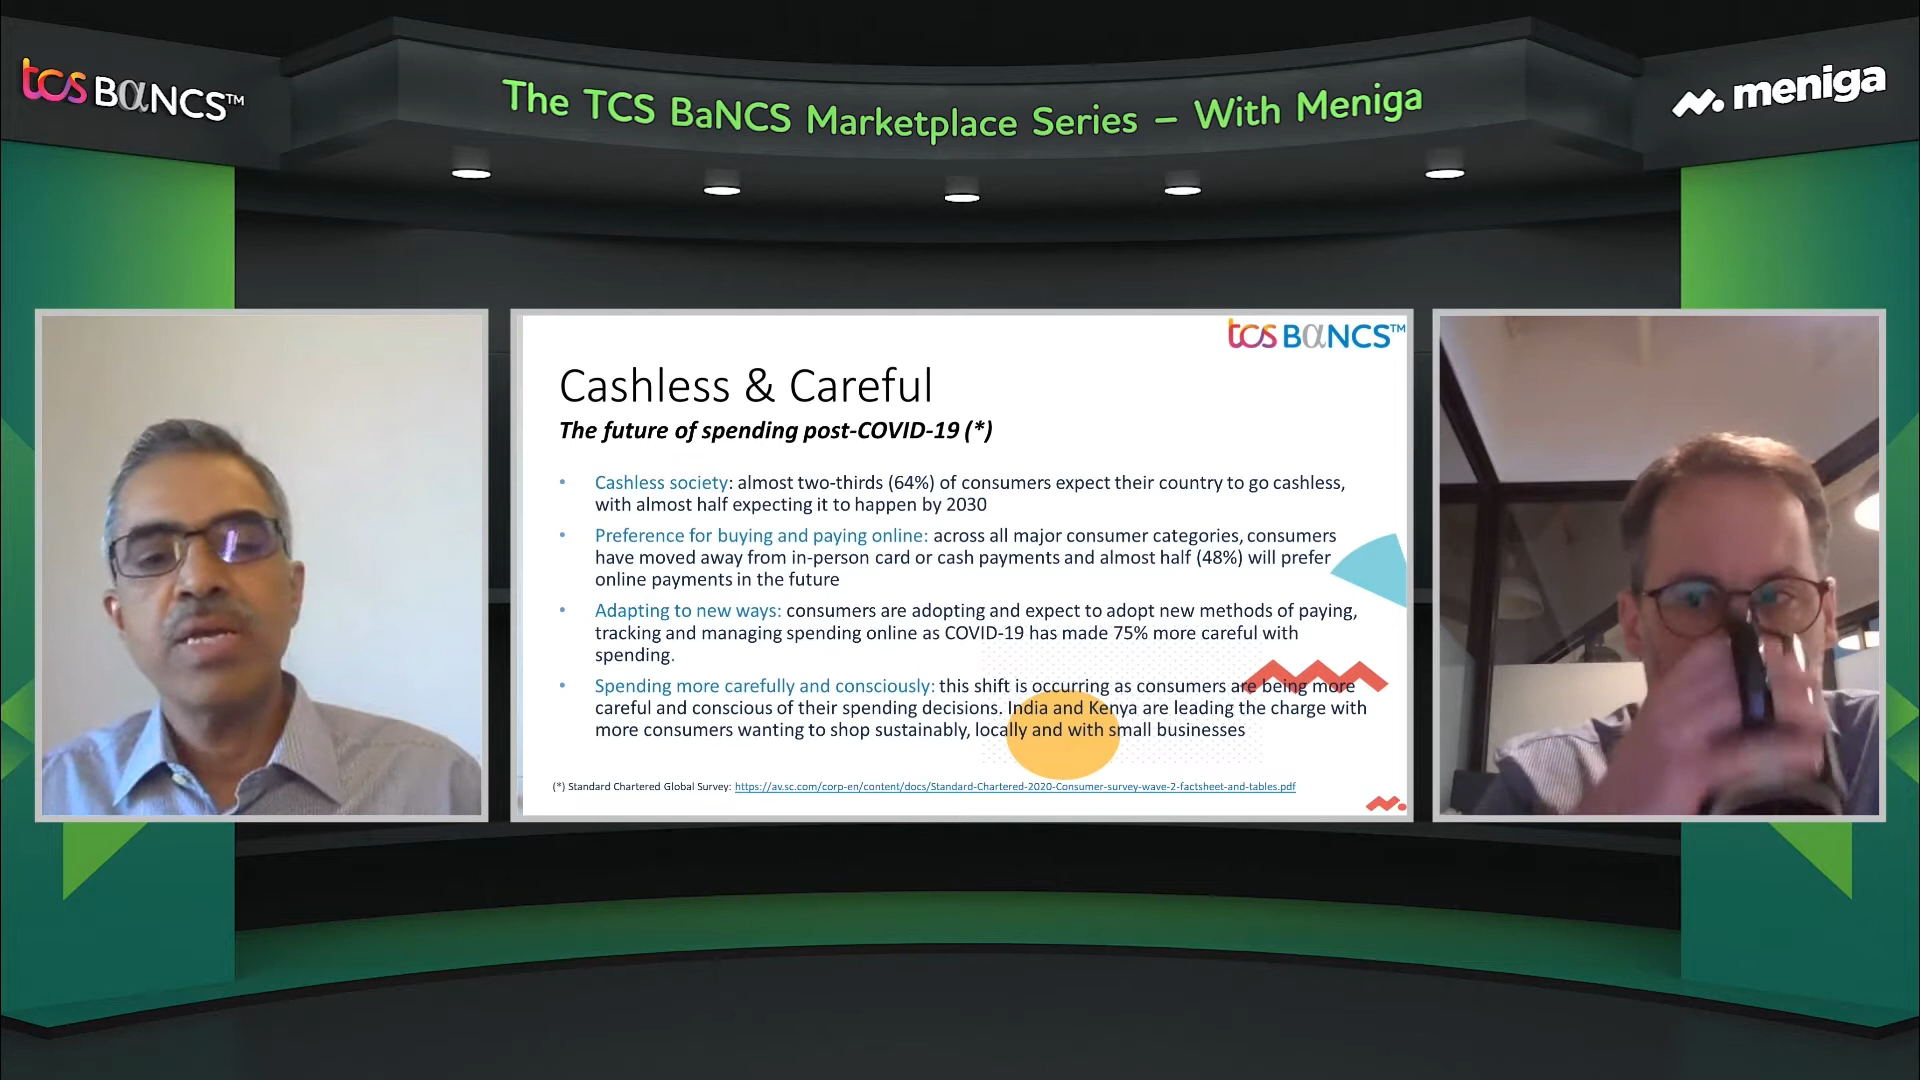 tcs BαNCS™
The TCS BaNCS Marketplace Series – With Meniga
meniga
tcs BαNCS™
Cashless & Careful
The future of spending post-COVID-19 (*)
• Cashless society: almost two-thirds (64%) of consumers expect their country to go cashless,
with almost half expecting it to happen by 2030
• Preference for buying and paying online: across all major consumer categories, consumers
have moved away from in-person card or cash payments and almost half (48%) will prefer
online payments in the future
• Adapting to new ways: consumers are adopting and expect to adopt new methods of paying,
tracking and managing spending online as COVID-19 has made 75% more careful with
spending.
• Spending more carefully and consciously: this shift is occurring as consumers are being more
careful and conscious of their spending decisions. India and Kenya are leading the charge with
more consumers wanting to shop sustainably, locally and with small businesses
(*) Standard Chartered Global Survey: https://av.sc.com/corp-en/content/docs/Standard-Chartered-2020-Consumer-survey-wave-2-factsheet-and-tables.pdf